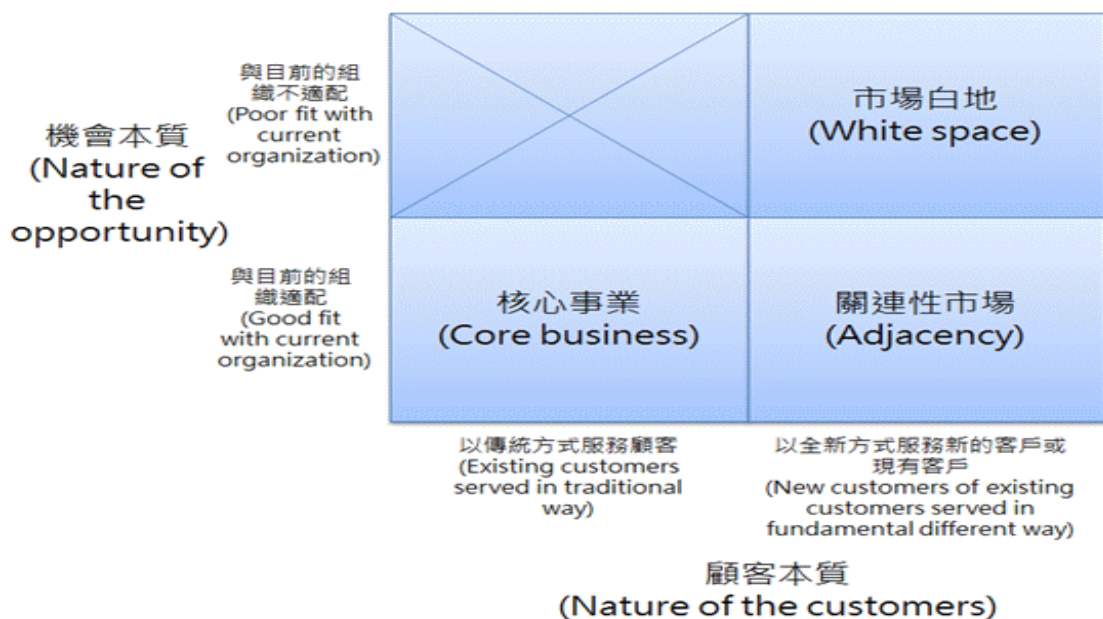 與目前的組
織不適配
(Poor fit with
current
organization)
市場白地
(White space)
機會本質
(Nature of
the
opportunity)
與目前的組
織適配
(Good fit
with current
organization)
核心事業
(Core business)
關連性市場
(Adjacency)
以傳統方式服務顧客
(Existing customers
served in traditional
way)
以全新方式服務新的客戶或
現有客戶
(New customers of existing
customers served in
fundamental different way)
顧客本質
(Nature of the customers)